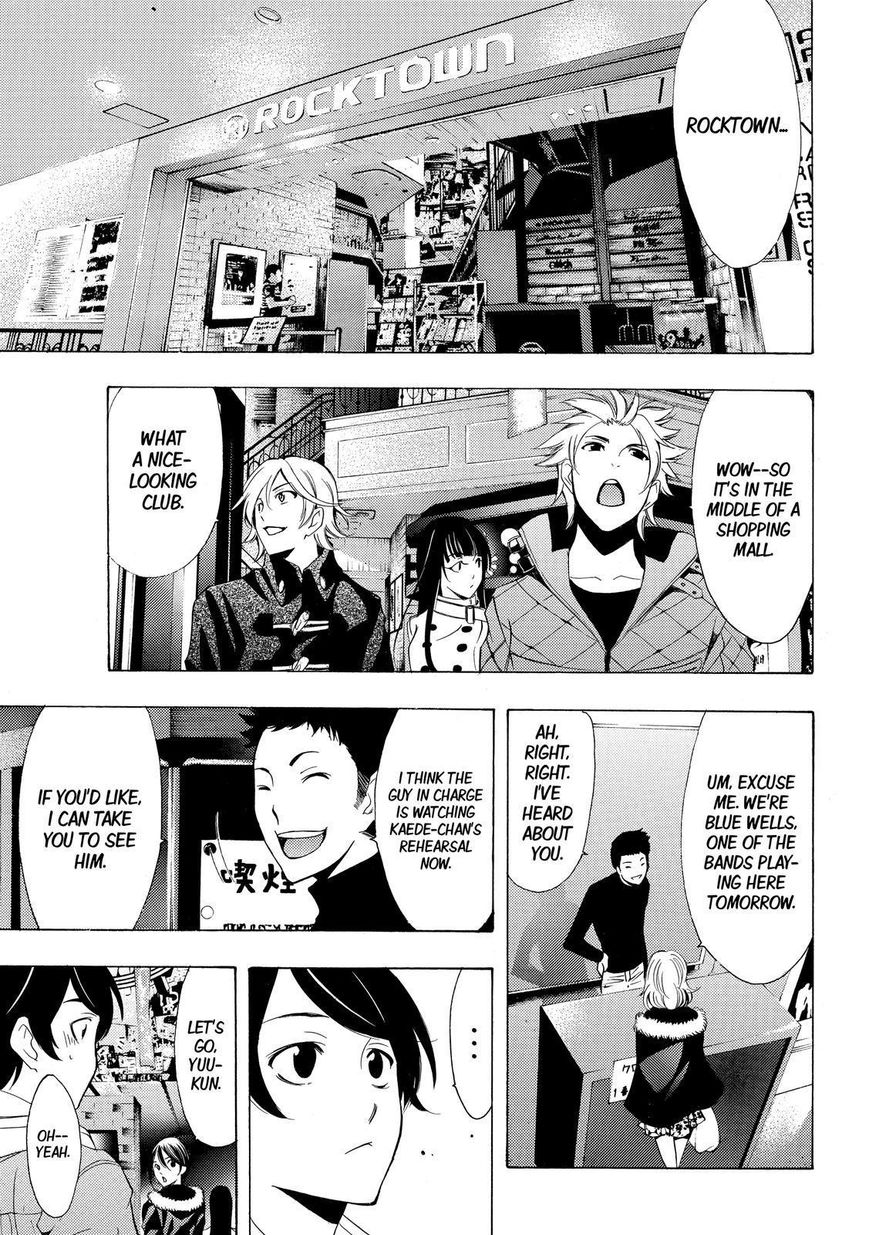 ROCKTOWN
ROCKTOWN...
WOW--SO
IT'S IN THE
MIDDLE OF A
SHOPPING
MALL.
WHAT
A NICE-
LOOKING
CLUB.
UM, EXCUSE
ME. WE'RE
BLUE WELLS,
ONE OF THE
BANDS PLAY-
ING HERE
TOMORROW.
AH,
RIGHT,
RIGHT.
I'VE
HEARD
ABOUT
YOU.
I THINK THE
GUY IN CHARGE
IS WATCHING
KAEDE-CHAN'S
REHEARSAL
NOW.
IF YOU'D LIKE,
I CAN TAKE
YOU TO SEE
HIM.
喫煙
...
LET'S
GO,
YUU-
KUN.
OH--
YEAH.